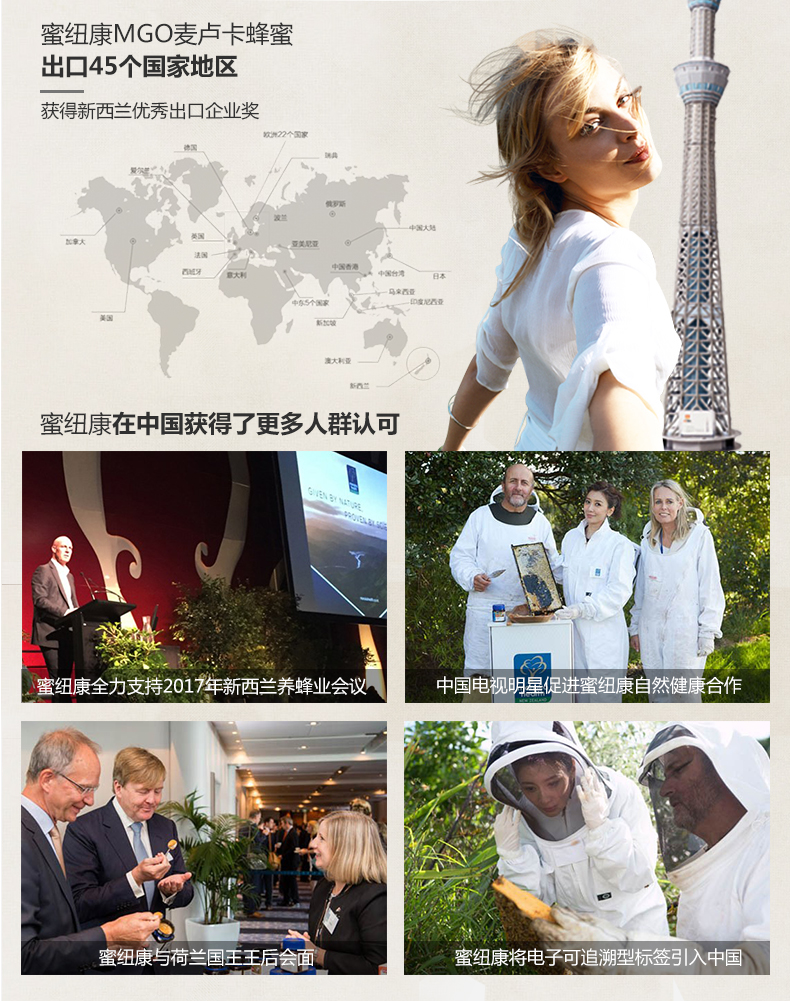 蜜纽康MGO麦卢卡蜂蜜
出口45个国家地区
获得新西兰优秀出口企业奖
欧洲22个国家
德国
瑞典
爱尔兰
俄罗斯
波兰
加拿大
英国
亚美尼亚
中国大陆
法国
西班牙
意大利
中国香港
中国台湾
日本
马来西亚
中东5个国家
印度尼西亚
美国
新加坡
澳大利亚
新西兰
蜜纽康在中国获得了更多人群认可
GIVEN BY NATURE
PROVEN BY
蜜纽康全力支持2017年新西兰养蜂业会议
NEW ZEALAND
中国电视明星促进蜜纽康自然健康合作
蜜纽康与荷兰国王王后会面
蜜纽康将电子可追溯型标签引入中国